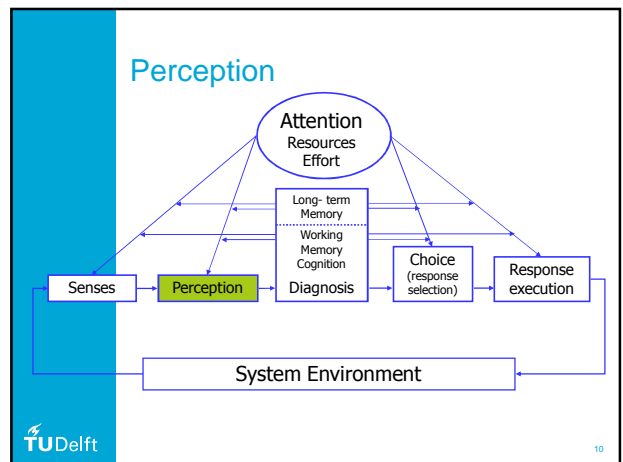 Perception
Attention
Resources
Effort
Long- term
Memory
Working
Memory
Cognition
Diagnosis
Senses
Perception
Choice
(response
selection)
Response
execution
System Environment
TUDelft
10